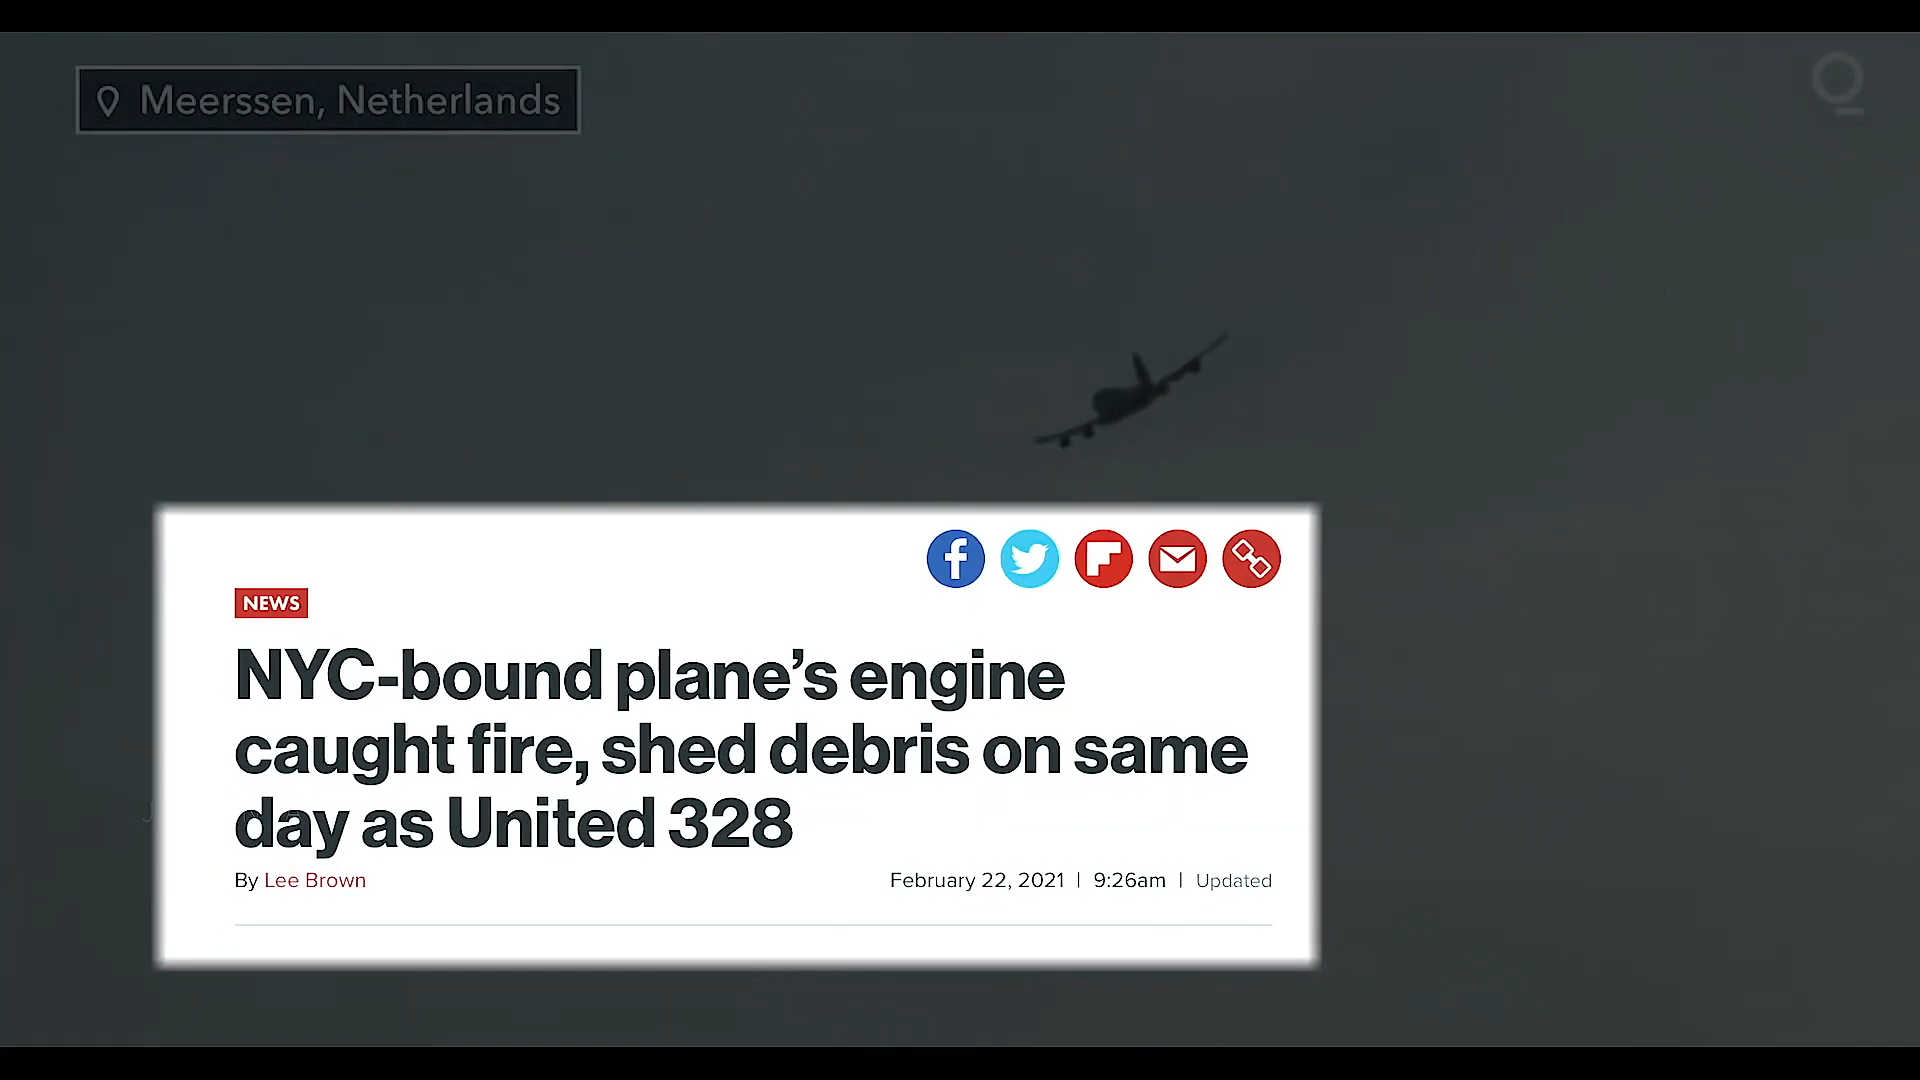 Meerssen, Netherlands
NEWS
NYC-bound plane’s engine
caught fire, shed debris on same
day as United 328
By Lee Brown
February 22, 2021 | 9:26am | Updated